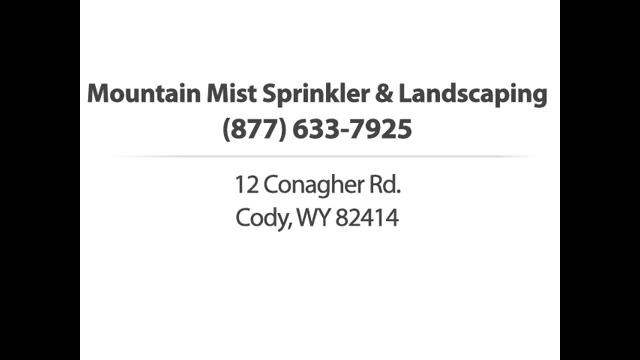 Mountain Mist Sprinkler & Landscaping
(877) 633-7925
12 Conagher Rd.
Cody, WY 82414